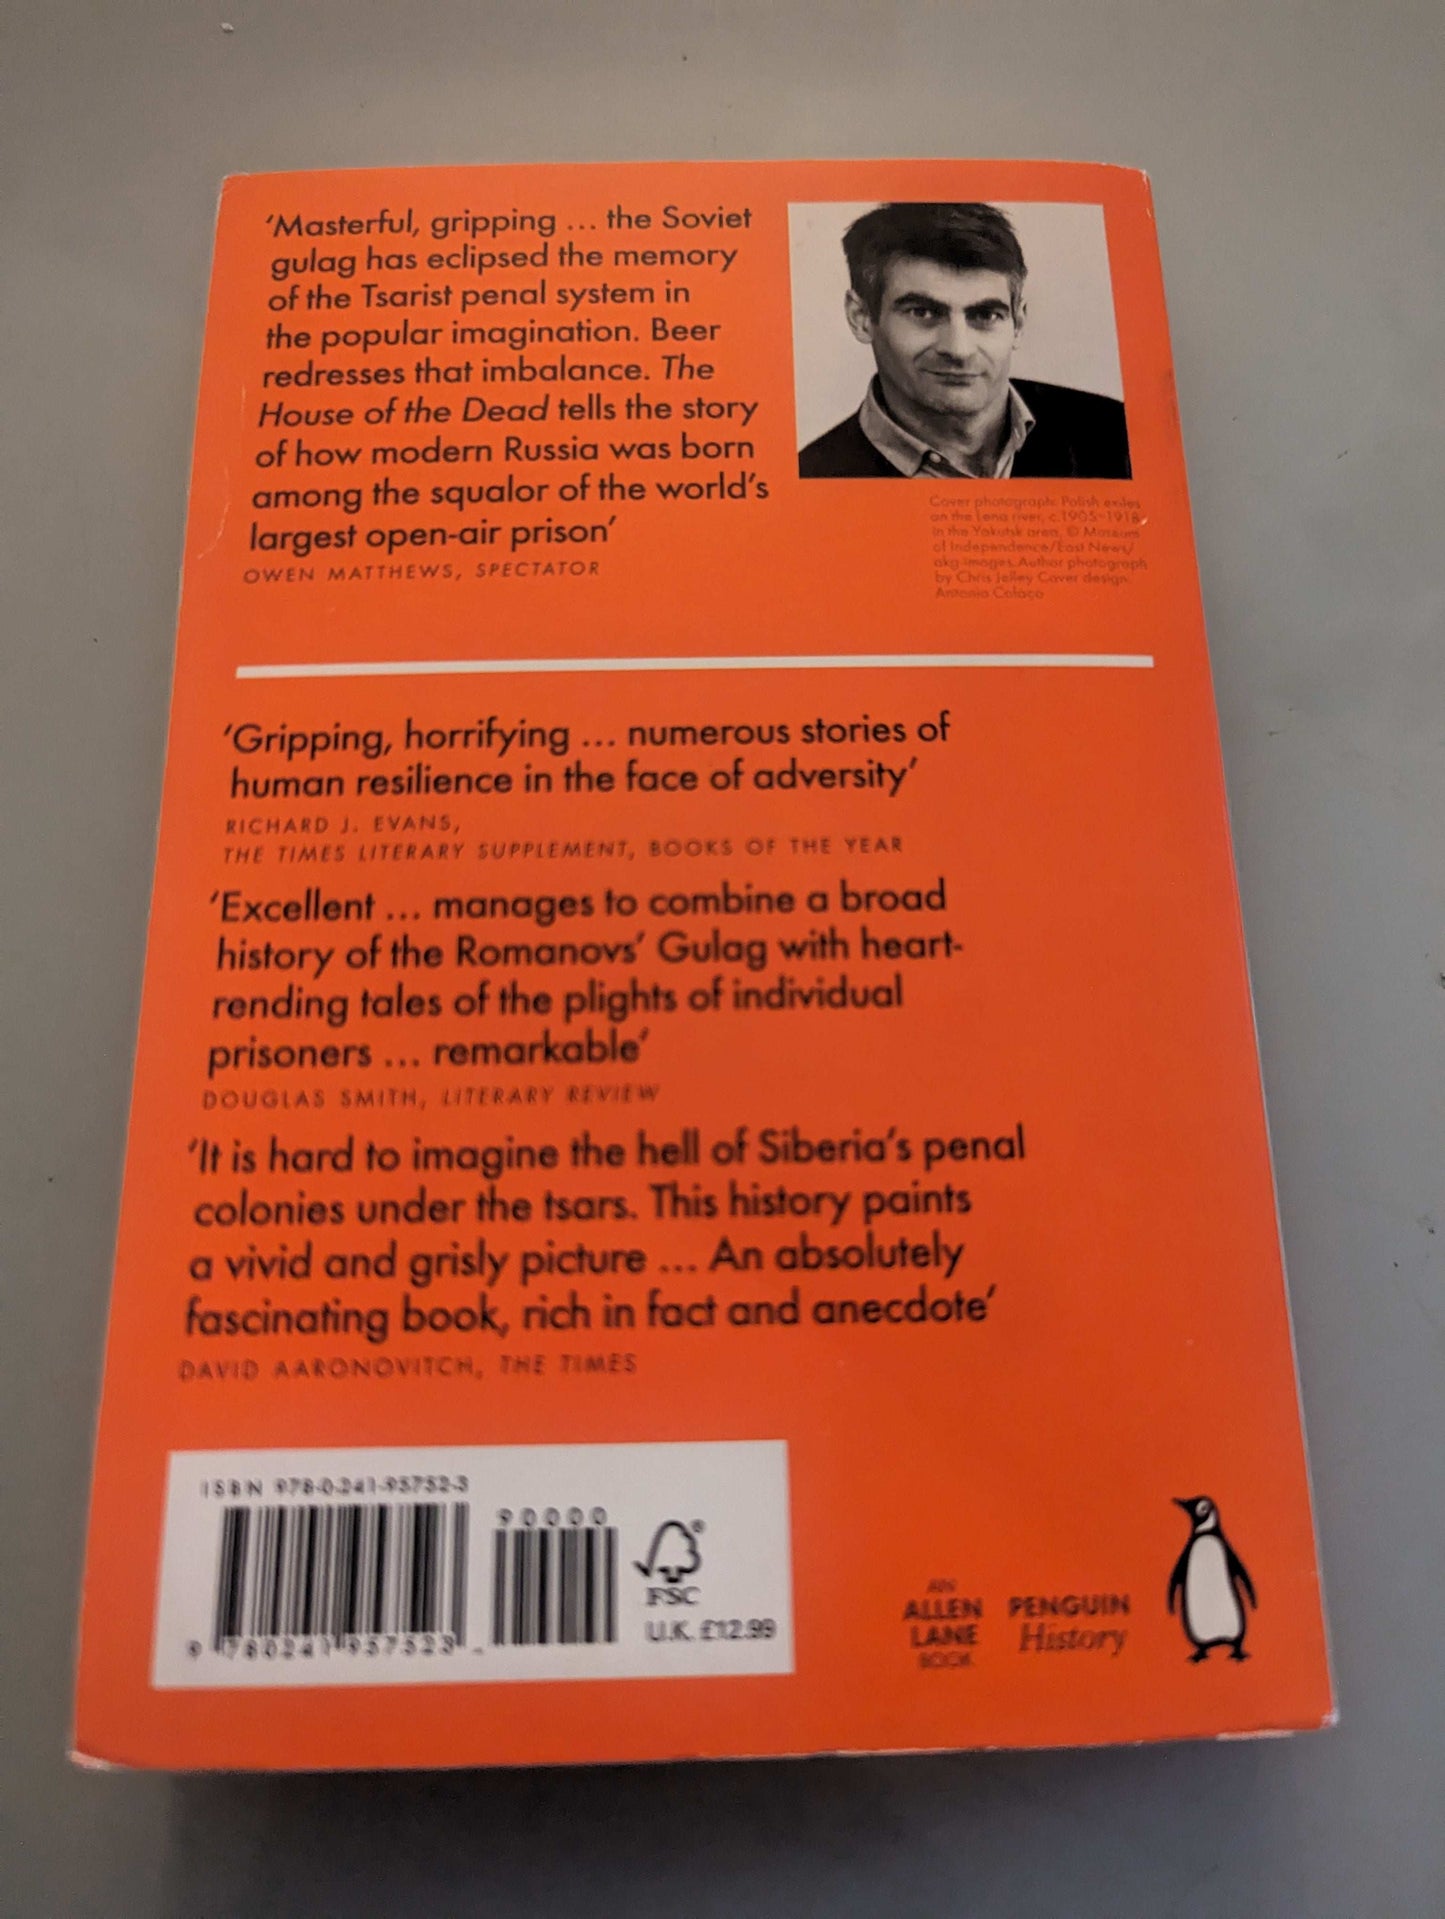 ‘Masterful, gripping ... the Soviet
gulag has eclipsed the memory
of the Tsarist penal system in
the popular imagination. Beer
redresses that imbalance. The
House of the Dead tells the story
of how modern Russia was born
among the squalor of the world’s
largest open-air prison’
OWEN MATTHEWS, SPECTATOR
Cover photograph: Polish exiles
on the Lena river, c.1905–1918,
in the Yakutsk area, © Museum
of Independence/East News/
akg-images. Author photograph
by Chris Jelley Cover design:
Antonio Colaço
‘Gripping, horrifying ... numerous stories of
human resilience in the face of adversity’
RICHARD J. EVANS,
THE TIMES LITERARY SUPPLEMENT, BOOKS OF THE YEAR
‘Excellent ... manages to combine a broad
history of the Romanovs’ Gulag with heart-
rending tales of the plights of individual
prisoners ... remarkable’
DOUGLAS SMITH, LITERARY REVIEW
‘It is hard to imagine the hell of Siberia’s penal
colonies under the tsars. This history paints
a vivid and grisly picture ... An absolutely
fascinating book, rich in fact and anecdote’
DAVID AARONOVITCH, THE TIMES
ISBN 978-0-241-95752-3
90000
9 780241 957523
FSC
U.K. £12.99
AN
ALLEN
LANE
BOOK
PENGUIN
History